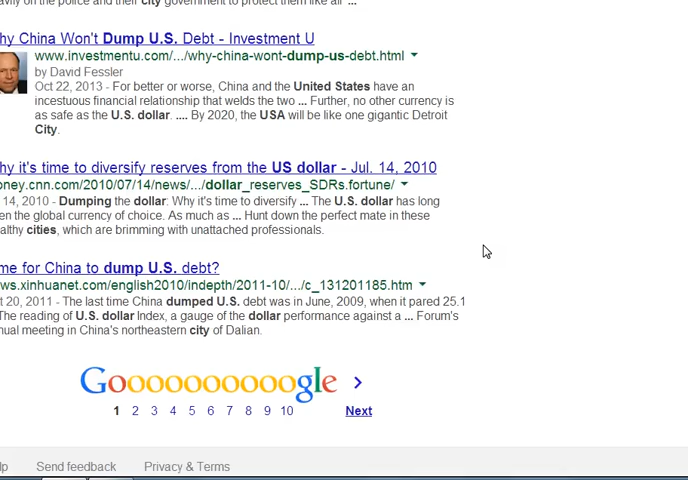 avily on the police and their city government to protect them like air ...
hy China Won't Dump U.S. Debt - Investment U
www.investmentu.com/.../why-china-wont-dump-us-debt.html
by David Fessler
Oct 22, 2013 - For better or worse, China and the United States have an
incestuous financial relationship that welds the two ... Further, no other currency is
as safe as the U.S. dollar. .... By 2020, the USA will be like one gigantic Detroit
City.
hy it's time to diversify reserves from the US dollar - Jul. 14, 2010
oney.cnn.com/2010/07/14/news/.../dollar_reserves_SDRs.fortune/
14, 2010 - Dumping the dollar: Why it's time to diversify ... The U.S. dollar has long
en the global currency of choice. As much as ... Hunt down the perfect mate in these
althy cities, which are brimming with unattached professionals.
me for China to dump U.S. debt?
ws.xinhuanet.com/english2010/indepth/2011-10/.../c_131201185.htm
t 20, 2011 - The last time China dumped U.S. debt was in June, 2009, when it pared 25.1
The reading of U.S. dollar Index, a gauge of the dollar performance against a ... Forum's
nual meeting in China's northeastern city of Dalian.
Goooooooooogle >
1 2 3 4 5 6 7 8 9 10 Next
lp Send feedback Privacy & Terms